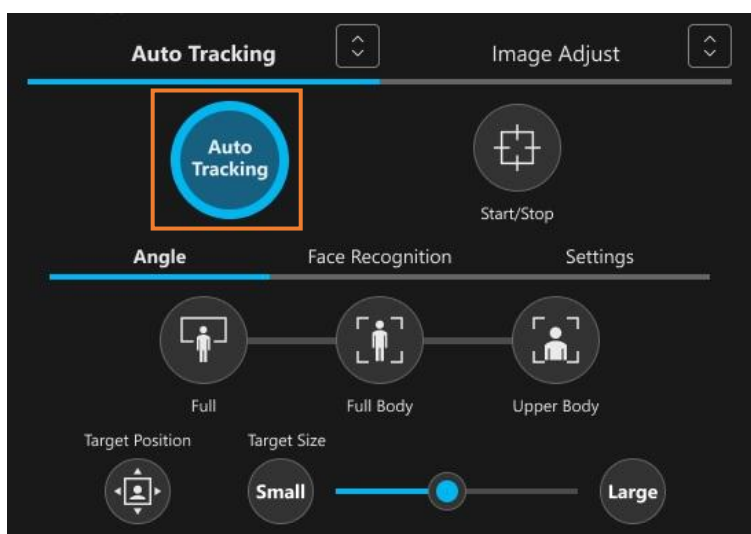 Auto Tracking
Image Adjust
Auto
Tracking
Start/Stop
Angle
Face Recognition
Settings
Full
Full Body
Upper Body
Target Position
Target Size
Small
Large